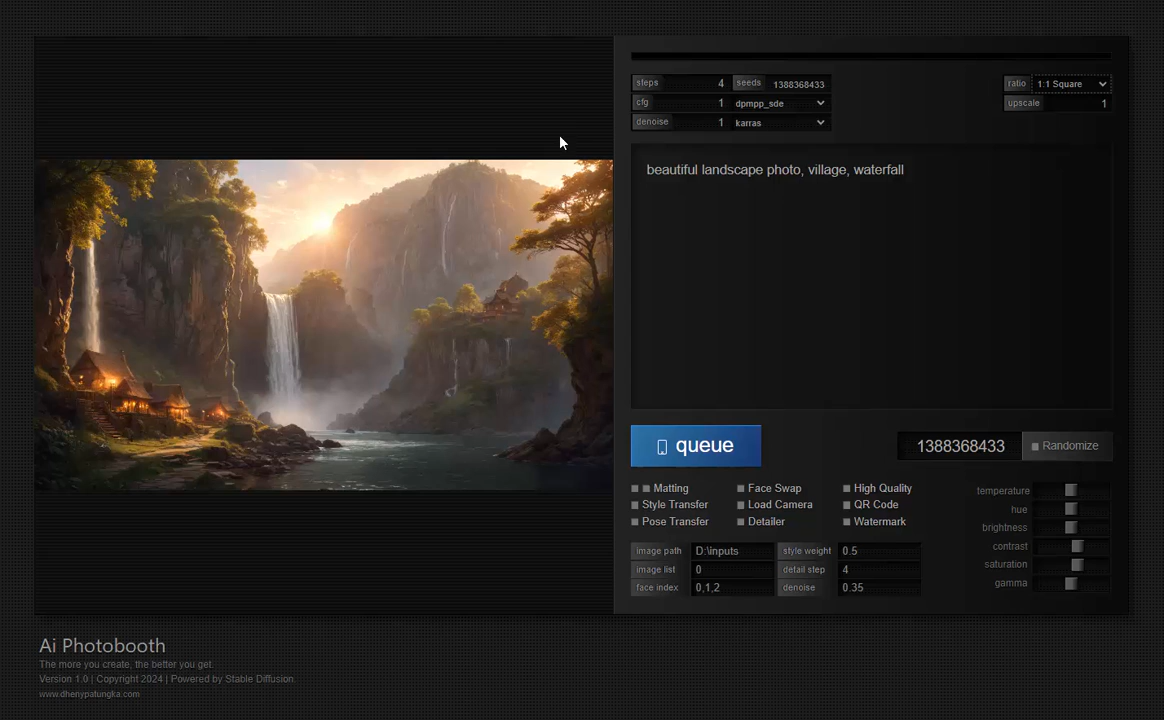 steps 4 seeds 1388368433 ratio 1:1 Square
cfg 1 dpmpp_sde upscale 1
denoise 1 karras
beautiful landscape photo, village, waterfall
queue 1388368433 Randomize
Matting Face Swap High Quality temperature
Style Transfer Load Camera QR Code hue
Pose Transfer Detailer Watermark brightness
contrast
image path D:\inputs style weight 0.5
saturation
image list 0 detail step 4
gamma
face index 0,1,2 denoise 0.35
Ai Photobooth
The more you create, the better you get.
Version 1.0 | Copyright 2024 | Powered by Stable Diffusion.
www.dhenypatungka.com